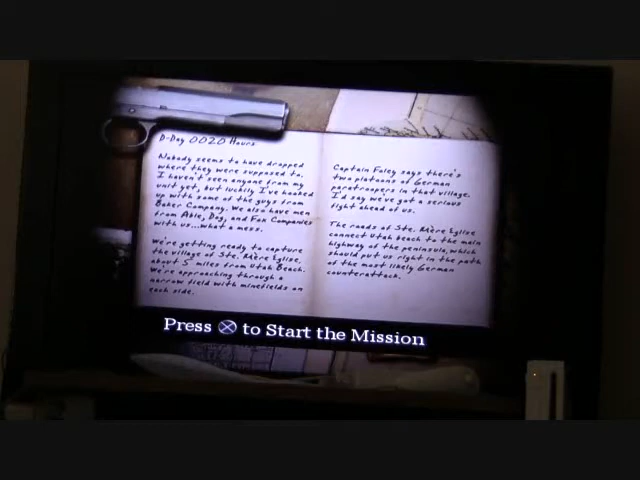 D-Day 0020 Hours
Nobody seems to have dropped
where they were supposed to.
I haven't seen anyone from my
unit yet, but luckily I've hooked
up with some of the guys from
Baker Company. We also have men
from Able, Dog, and Fox Companies
with us...what a mess.
We're getting ready to capture
the village of Ste. Mère Eglise,
about 5 miles from Utah Beach.
We're approaching through a
narrow field with minefields on
each side.
Captain Foley says there's
two platoons of German
paratroopers in that village.
I'd say we've got a serious
fight ahead of us.
The roads of Ste. Mère Eglise
connect Utah beach to the main
highway of the peninsula, which
should put us right in the path
of the most likely German
counterattack.
Press X to Start the Mission